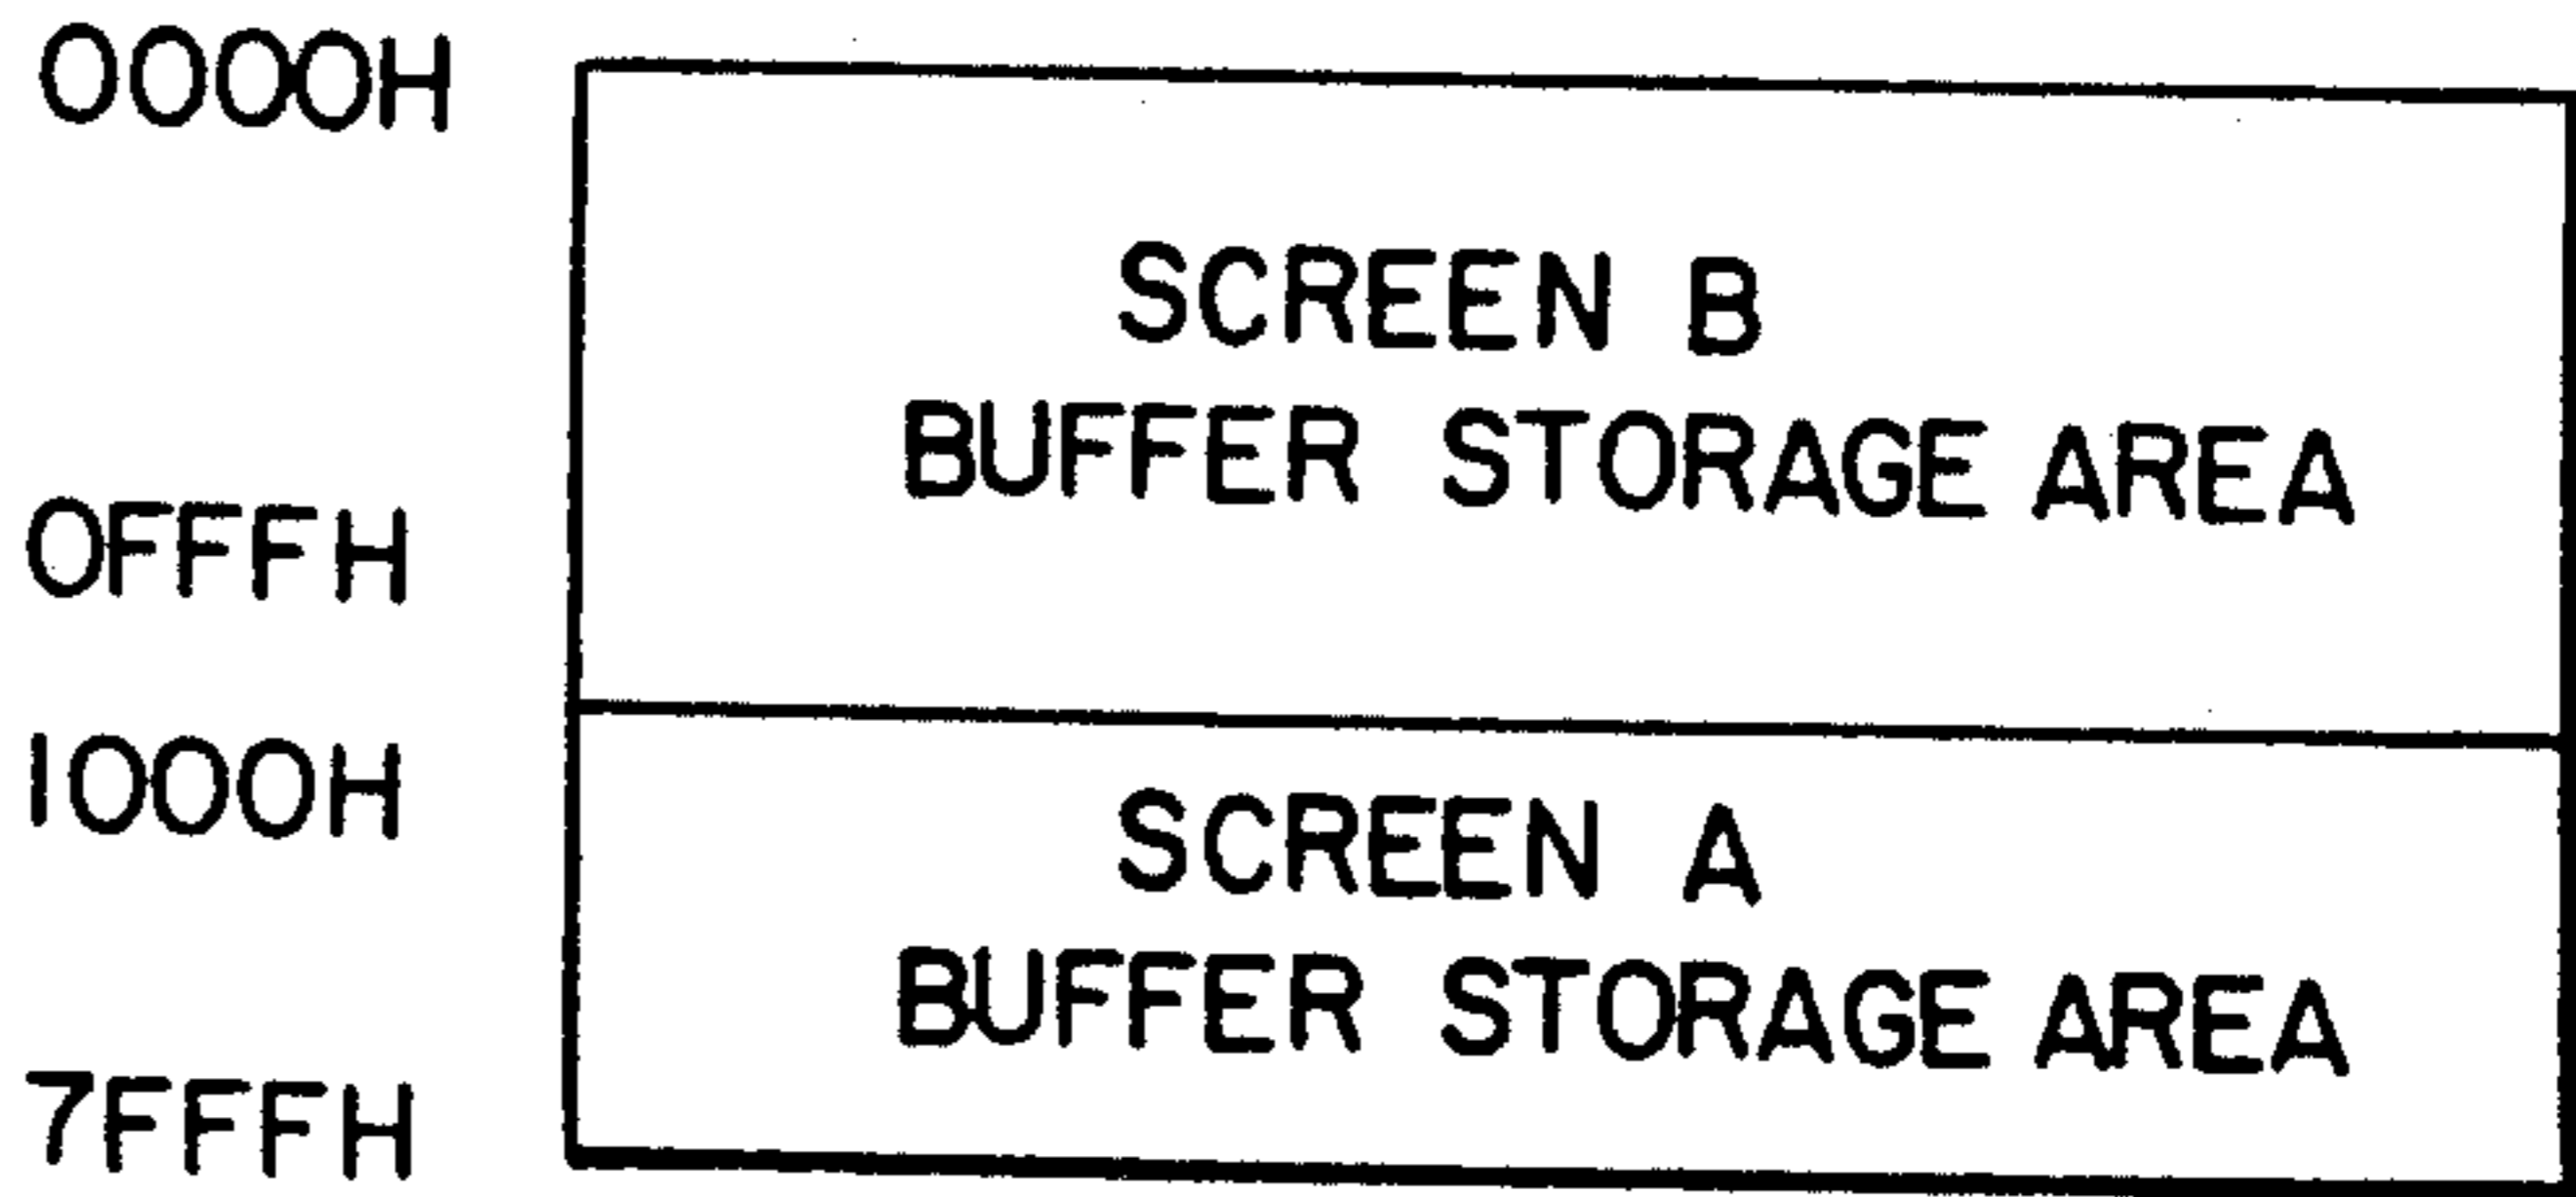 0000H
SCREEN B
BUFFER STORAGE AREA
0FFFH
1000H
SCREEN A
BUFFER STORAGE AREA
7FFFH